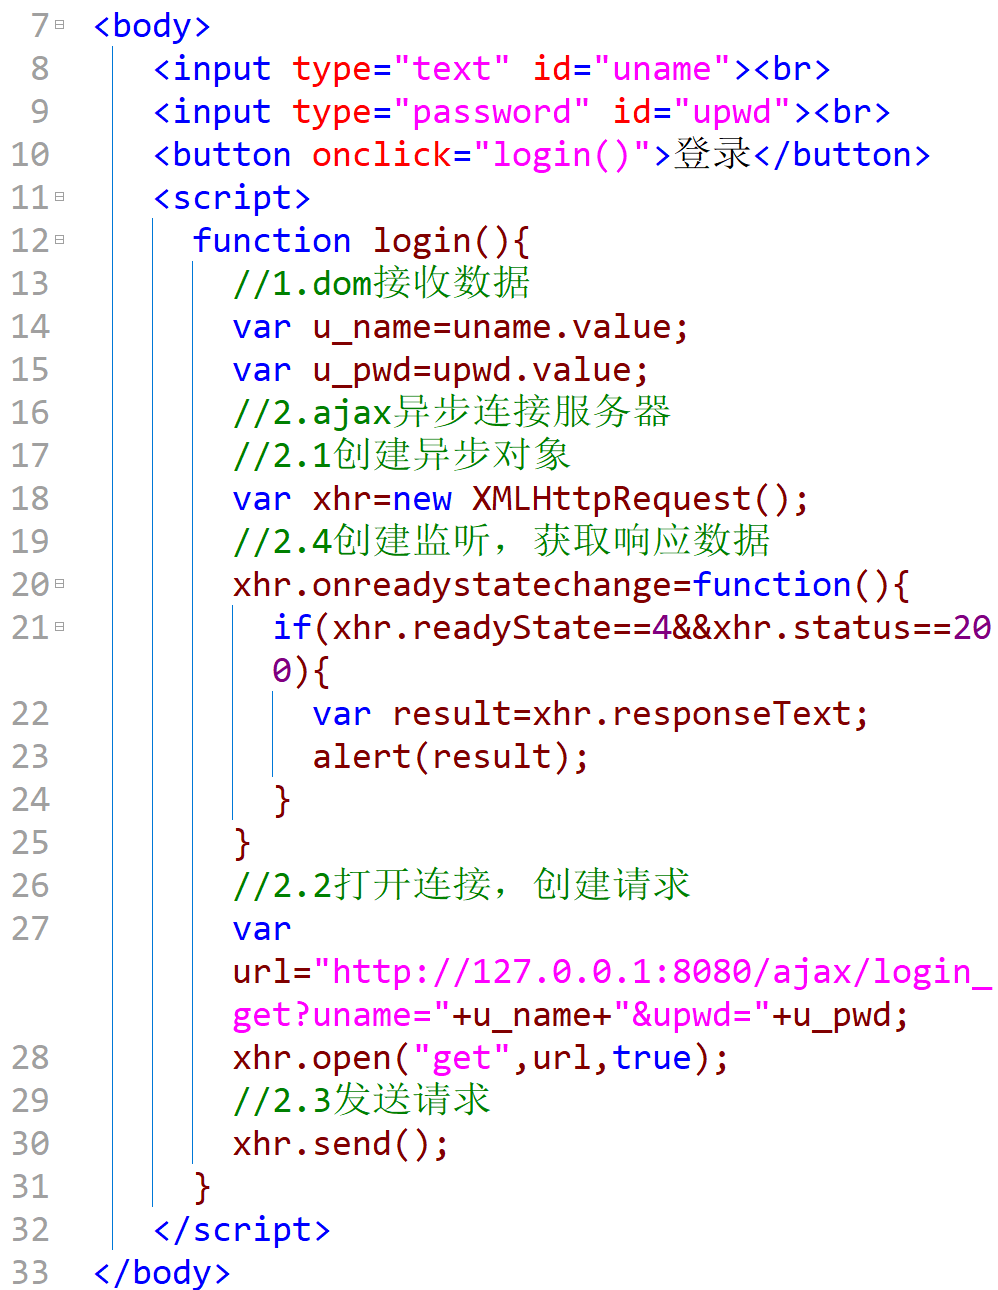 7 <body>
8 <input type="text" id="uname"><br>
9 <input type="password" id="upwd"><br>
10 <button onclick="login()">登录</button>
11 <script>
12 function login(){
13 //1.dom接收数据
14 var u_name=uname.value;
15 var u_pwd=upwd.value;
16 //2.ajax异步连接服务器
17 //2.1创建异步对象
18 var xhr=new XMLHttpRequest();
19 //2.4创建监听，获取响应数据
20 xhr.onreadystatechange=function(){
21 if(xhr.readyState==4&&xhr.status==20
0){
22 var result=xhr.responseText;
23 alert(result);
24 }
25 }
26 //2.2打开连接，创建请求
27 var
url="http://127.0.0.1:8080/ajax/login_
get?uname="+u_name+"&upwd="+u_pwd;
28 xhr.open("get",url,true);
29 //2.3发送请求
30 xhr.send();
31 }
32 </script>
33 </body>